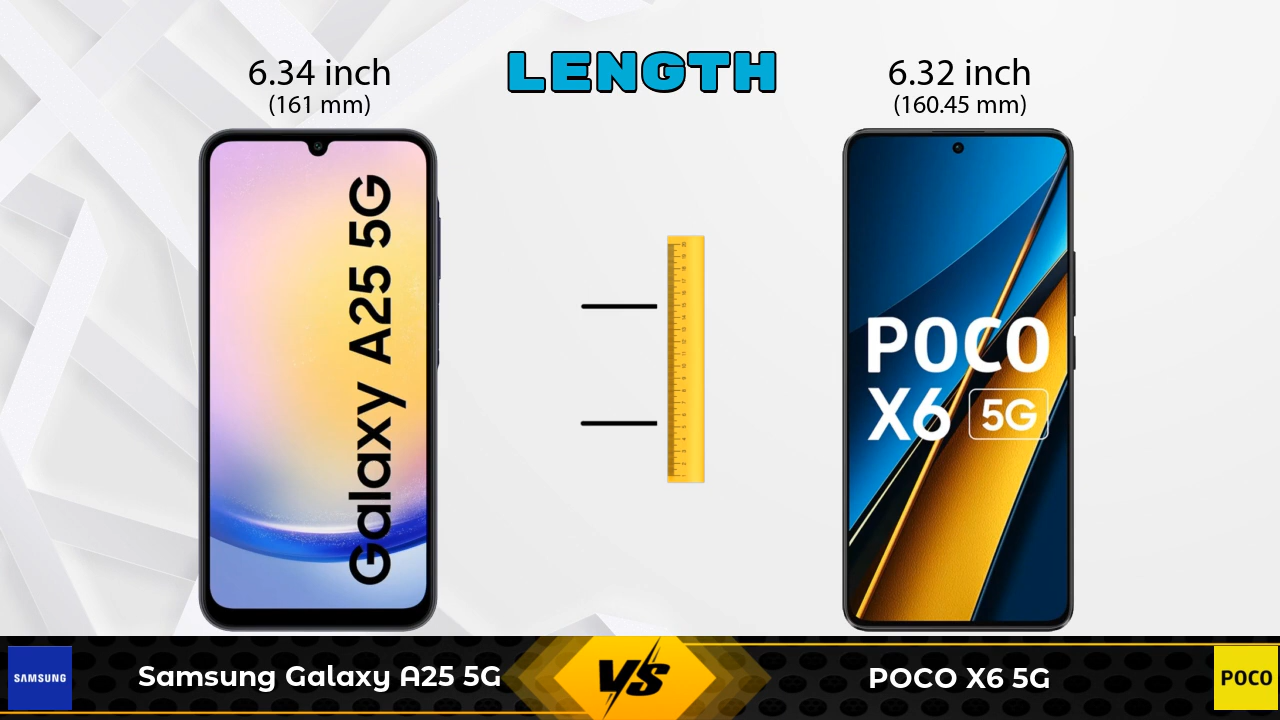 LENGTH
6.34 inch
(161 mm)
6.32 inch
(160.45 mm)
Galaxy A25 5G
POCO
X6 5G
SAMSUNG
Samsung Galaxy A25 5G
VS
POCO X6 5G
POCO